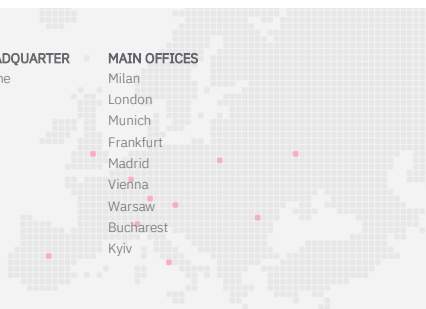 ADQUARTER
ne
MAIN OFFICES
Milan
London
Munich
Frankfurt
Madrid
Vienna
Warsaw
Bucharest
Kyiv